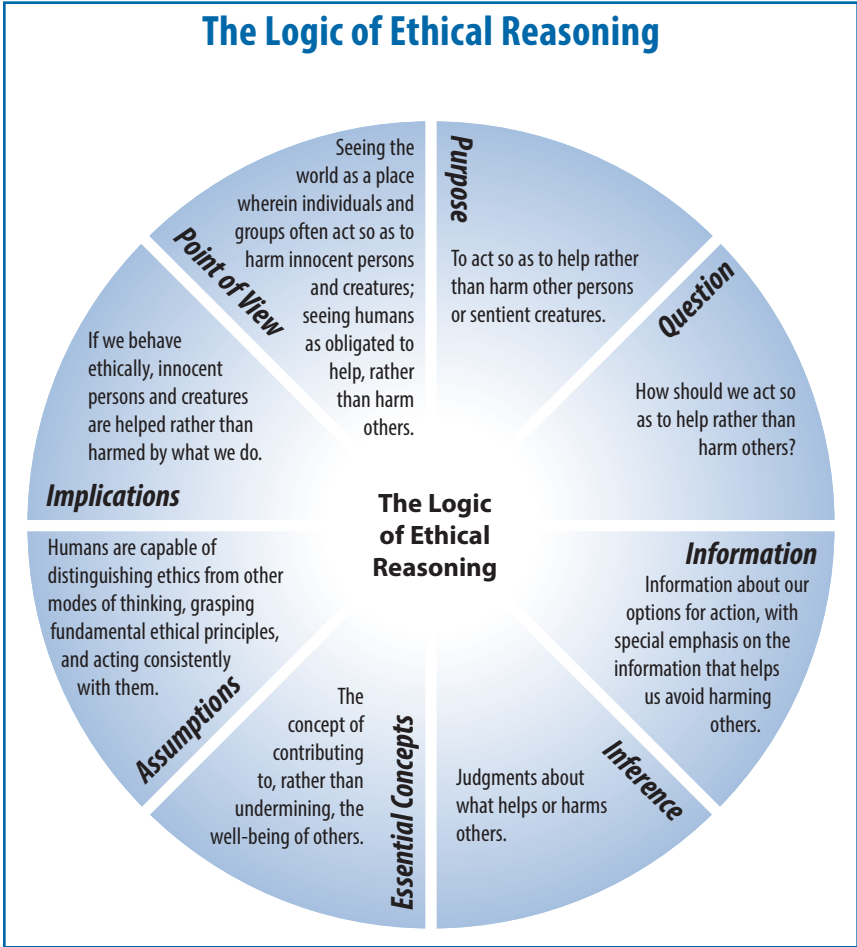 The Logic of Ethical Reasoning
Purpose
To act so as to help rather
than harm other persons
or sentient creatures.
Question
How should we act so
as to help rather than
harm others?
Information
Information about our
options for action, with
special emphasis on the
information that helps
us avoid harming
others.
Inference
Judgments about
what helps or harms
others.
Essential Concepts
The
concept of
contributing
to, rather than
undermining, the
well-being of others.
Assumptions
Humans are capable of
distinguishing ethics from other
modes of thinking, grasping
fundamental ethical principles,
and acting consistently
with them.
Implications
If we behave
ethically, innocent
persons and creatures
are helped rather than
harmed by what we do.
Point of View
Seeing the
world as a place
wherein individuals and
groups often act so as to
harm innocent persons
and creatures;
seeing humans
as obligated to
help, rather
than harm
others.
The Logic
of Ethical
Reasoning